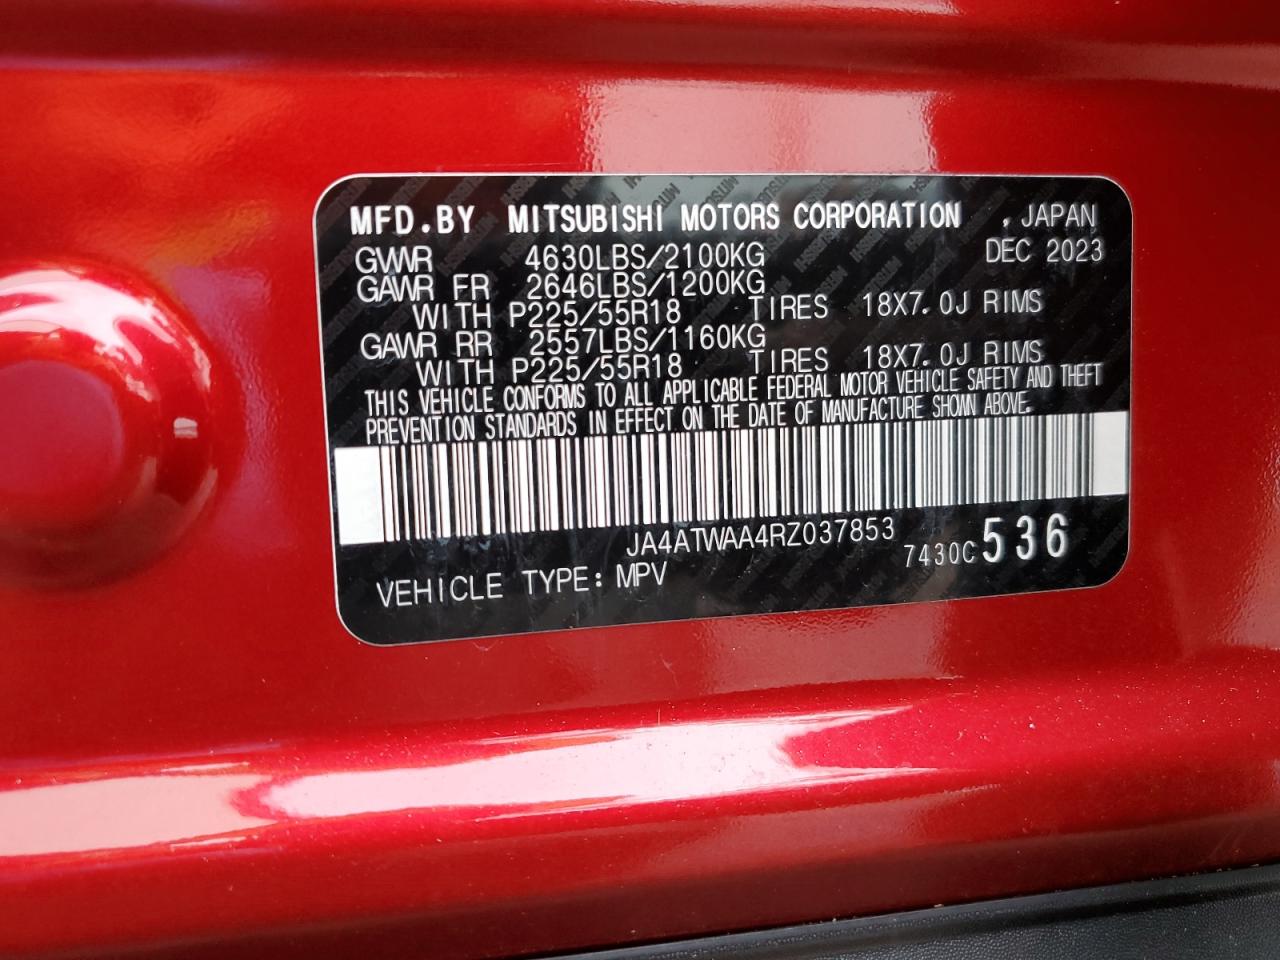 MFD.BY MITSUBISHI MOTORS CORPORATION , JAPAN
GVWR 4630LBS/2100KG DEC 2023
GAWR FR 2646LBS/1200KG
WITH P225/55R18 TIRES 18X7.0J RIMS
GAWR RR 2557LBS/1160KG
WITH P225/55R18 TIRES 18X7.0J RIMS
THIS VEHICLE CONFORMS TO ALL APPLICABLE FEDERAL MOTOR VEHICLE SAFETY AND THEFT
PREVENTION STANDARDS IN EFFECT ON THE DATE OF MANUFACTURE SHOWN ABOVE.
JA4ATWAA4RZ037853
7430C 536
VEHICLE TYPE: MPV